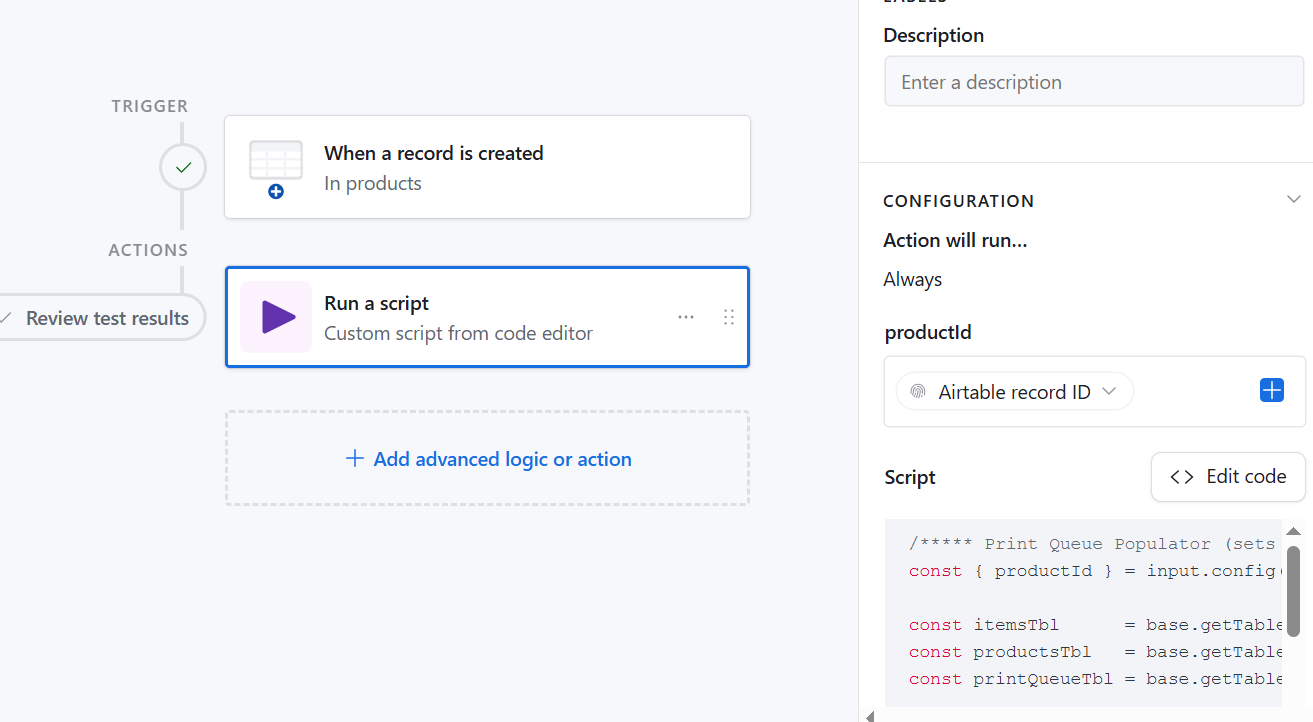 Description
Enter a description
TRIGGER
When a record is created
In products
CONFIGURATION
Action will run...
ACTIONS
Always
Run a script
Custom script from code editor
Review test results
productId
Airtable record ID
Add advanced logic or action
Script
Edit code
/***** Print Queue Populator (sets
const { productId } = input.config
const itemsTbl = base.getTable
const productsTbl = base.getTable
const printQueueTbl = base.getTable